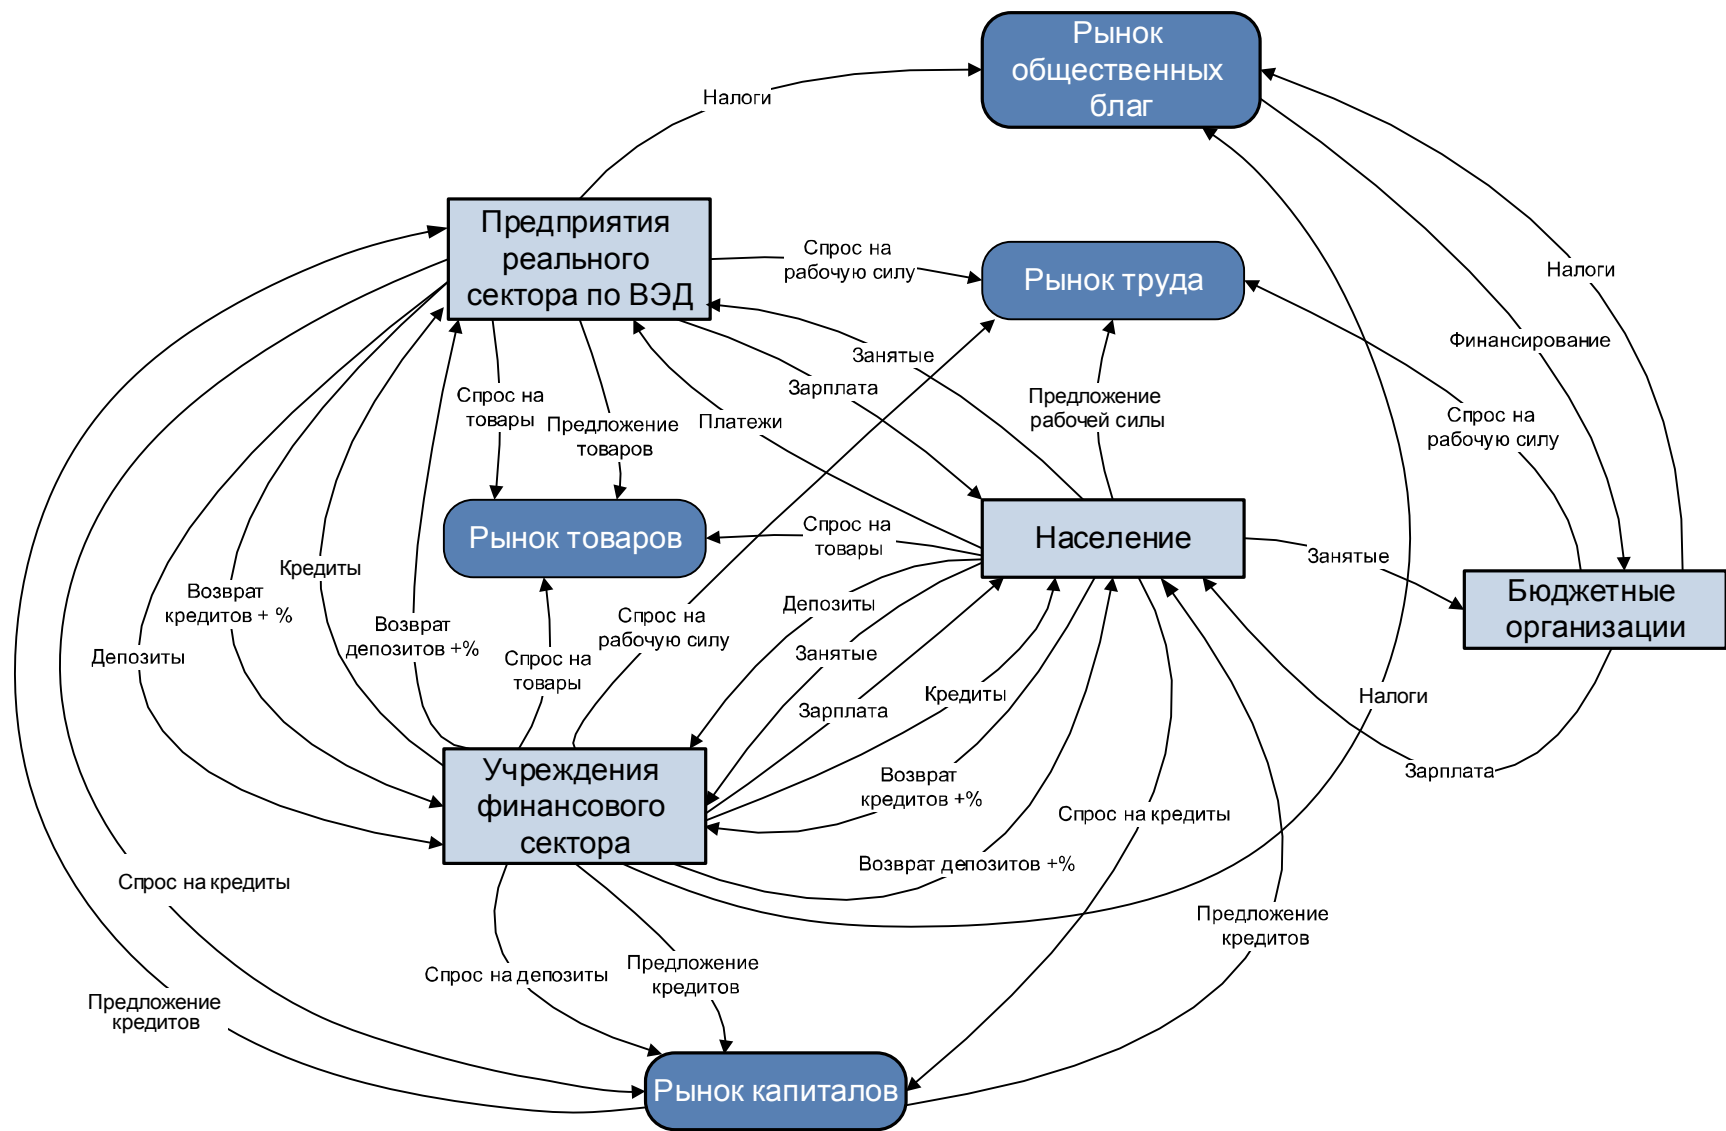 Рынок
общественных
благ
Налоги
Предприятия
реального
сектора по ВЭД
Спрос на
рабочую силу
Рынок труда
Налоги
Финансирование
Занятые
Зарплата
Платежи
Предложение
рабочей силы
Спрос на
рабочую силу
Спрос на
товары
Предложение
товаров
Рынок товаров
Спрос на
товары
Население
Занятые
Бюджетные
организации
Кредиты
Возврат
кредитов + %
Депозиты
Возврат
депозитов +%
Спрос на
товары
Спрос на
рабочую силу
Депозиты
Занятые
Зарплата
Кредиты
Налоги
Зарплата
Учреждения
финансового
сектора
Возврат
кредитов +%
Спрос на кредиты
Возврат депозитов +%
Спрос на кредиты
Предложение
кредитов
Спрос на депозиты
Предложение
кредитов
Предложение
кредитов
Рынок капиталов